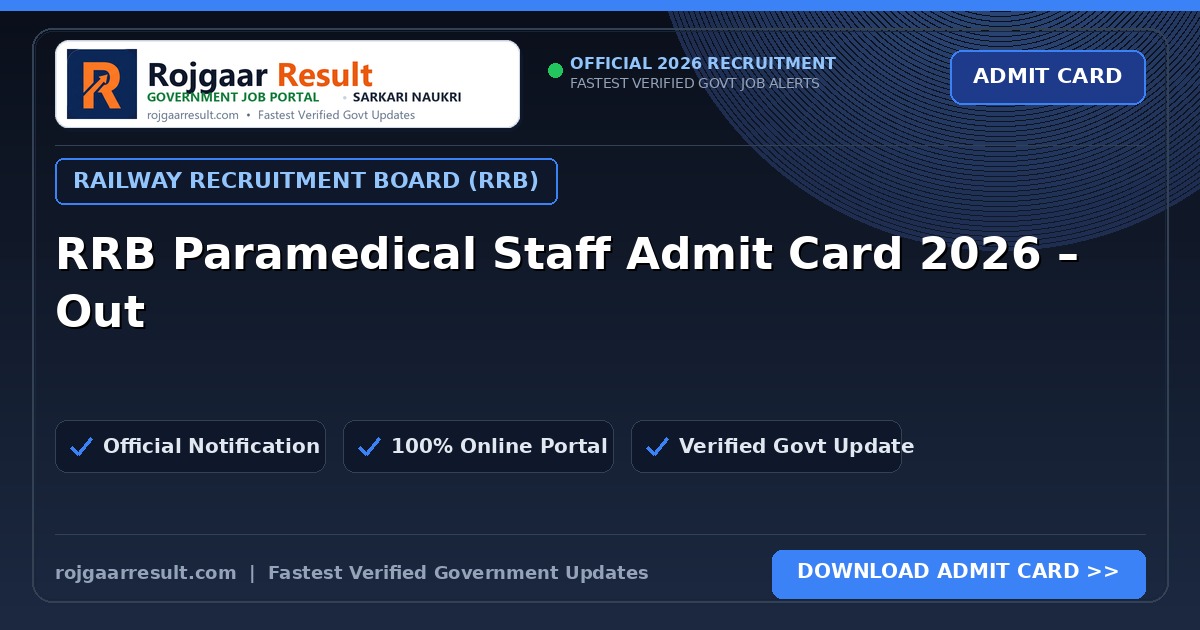 Rojgaar Result
GOVERNMENT JOB PORTAL • SARKARI NAUKRI
rojgaarresult.com • Fastest Verified Govt Updates
OFFICIAL 2026 RECRUITMENT
FASTEST VERIFIED GOVT JOB ALERTS
ADMIT CARD
RAILWAY RECRUITMENT BOARD (RRB)
RRB Paramedical Staff Admit Card 2026 –
Out
Official Notification
100% Online Portal
Verified Govt Update
rojgaarresult.com | Fastest Verified Government Updates
DOWNLOAD ADMIT CARD >>